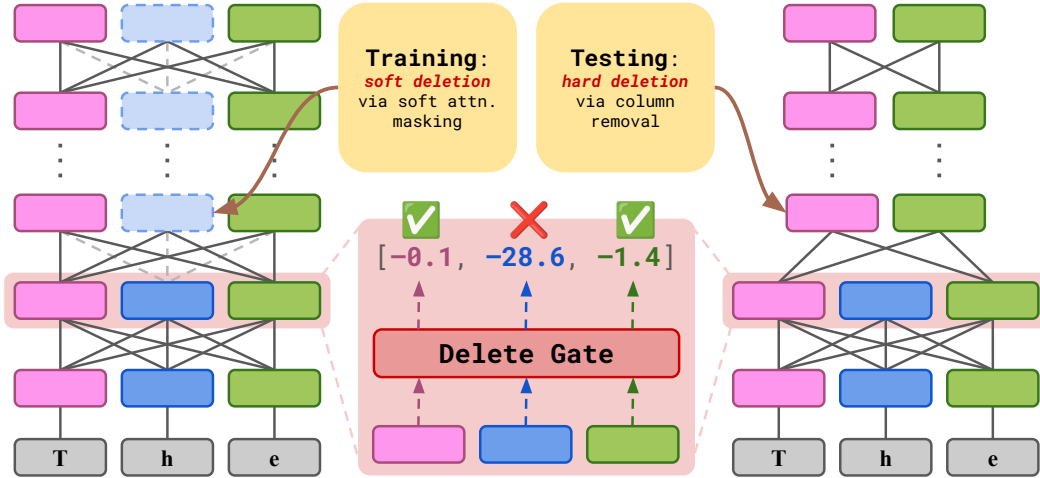 Training:
soft deletion
via soft attn.
masking
Testing:
hard deletion
via column
removal
[−0.1, −28.6, −1.4]
Delete Gate
T h e
T h e